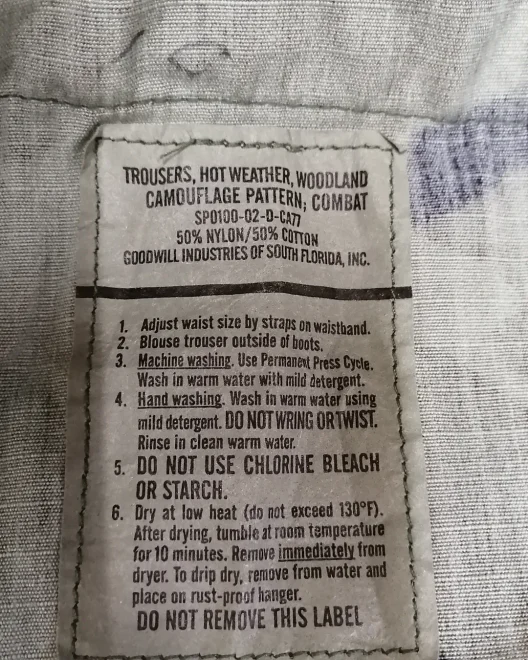 TROUSERS, HOT WEATHER, WOODLAND
CAMOUFLAGE PATTERN; COMBAT
SP0100-02-D-CA77
50% NYLON/50% COTTON
GOODWILL INDUSTRIES OF SOUTH FLORIDA, INC.
1. Adjust waist size by straps on waistband.
2. Blouse trouser outside of boots.
3. Machine washing. Use Permanent Press Cycle.
Wash in warm water with mild detergent.
4. Hand washing. Wash in warm water using
mild detergent. DO NOT WRING OR TWIST.
Rinse in clean warm water.
5. DO NOT USE CHLORINE BLEACH
OR STARCH.
6. Dry at low heat (do not exceed 130°F).
After drying, tumble at room temperature
for 10 minutes. Remove immediately from
dryer. To drip dry, remove from water and
place on rust-proof hanger.
DO NOT REMOVE THIS LABEL